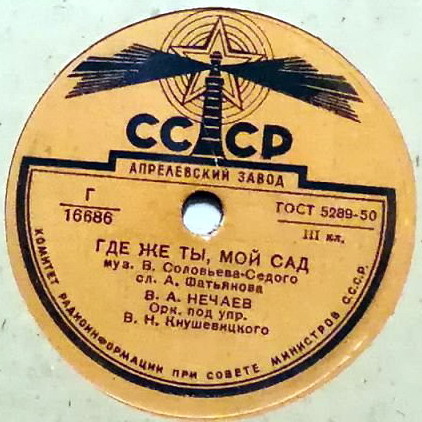 СССР
АПРЕЛЕВСКИЙ ЗАВОД
Г
16686
ГОСТ 5289-50
III кл.
ГДЕ ЖЕ ТЫ, МОЙ САД
муз. В. Соловьева-Седого
сл. А. Фатьянова
В. А. НЕЧАЕВ
Орк. под упр.
В. Н. Кнушевицкого
КОМИТЕТ РАДИОИНФОРМАЦИИ ПРИ СОВЕТЕ МИНИСТРОВ С.С.С.Р.